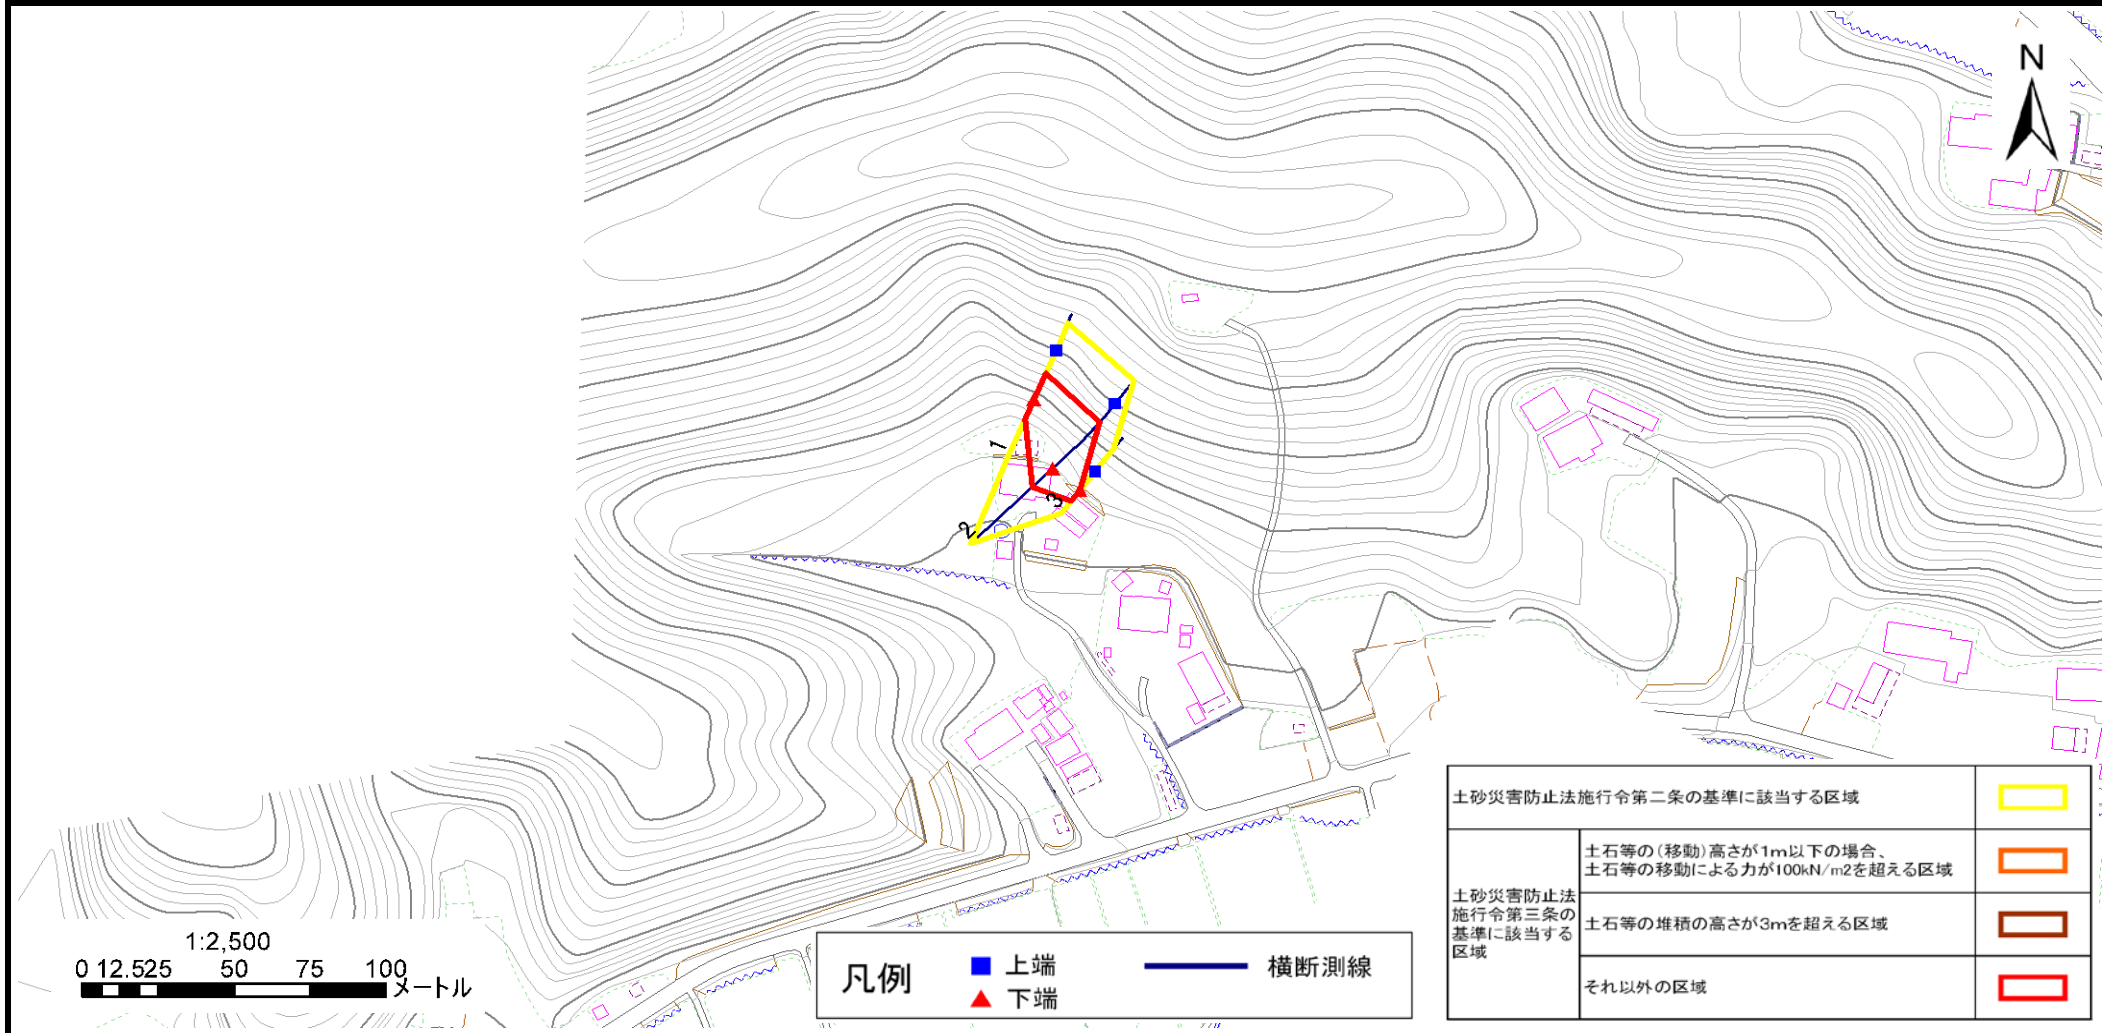 N
1
2
3
1:2,500
0 12.525 50 75 100
メートル
凡例
上端
下端
横断測線
土砂災害防止法施行令第二条の基準に該当する区域
土砂災害防止法
施行令第三条の
基準に該当する
区域
土石等の(移動)高さが1m以下の場合、
土石等の移動による力が100kN/m2を超える区域
土石等の堆積の高さが3mを超える区域
それ以外の区域